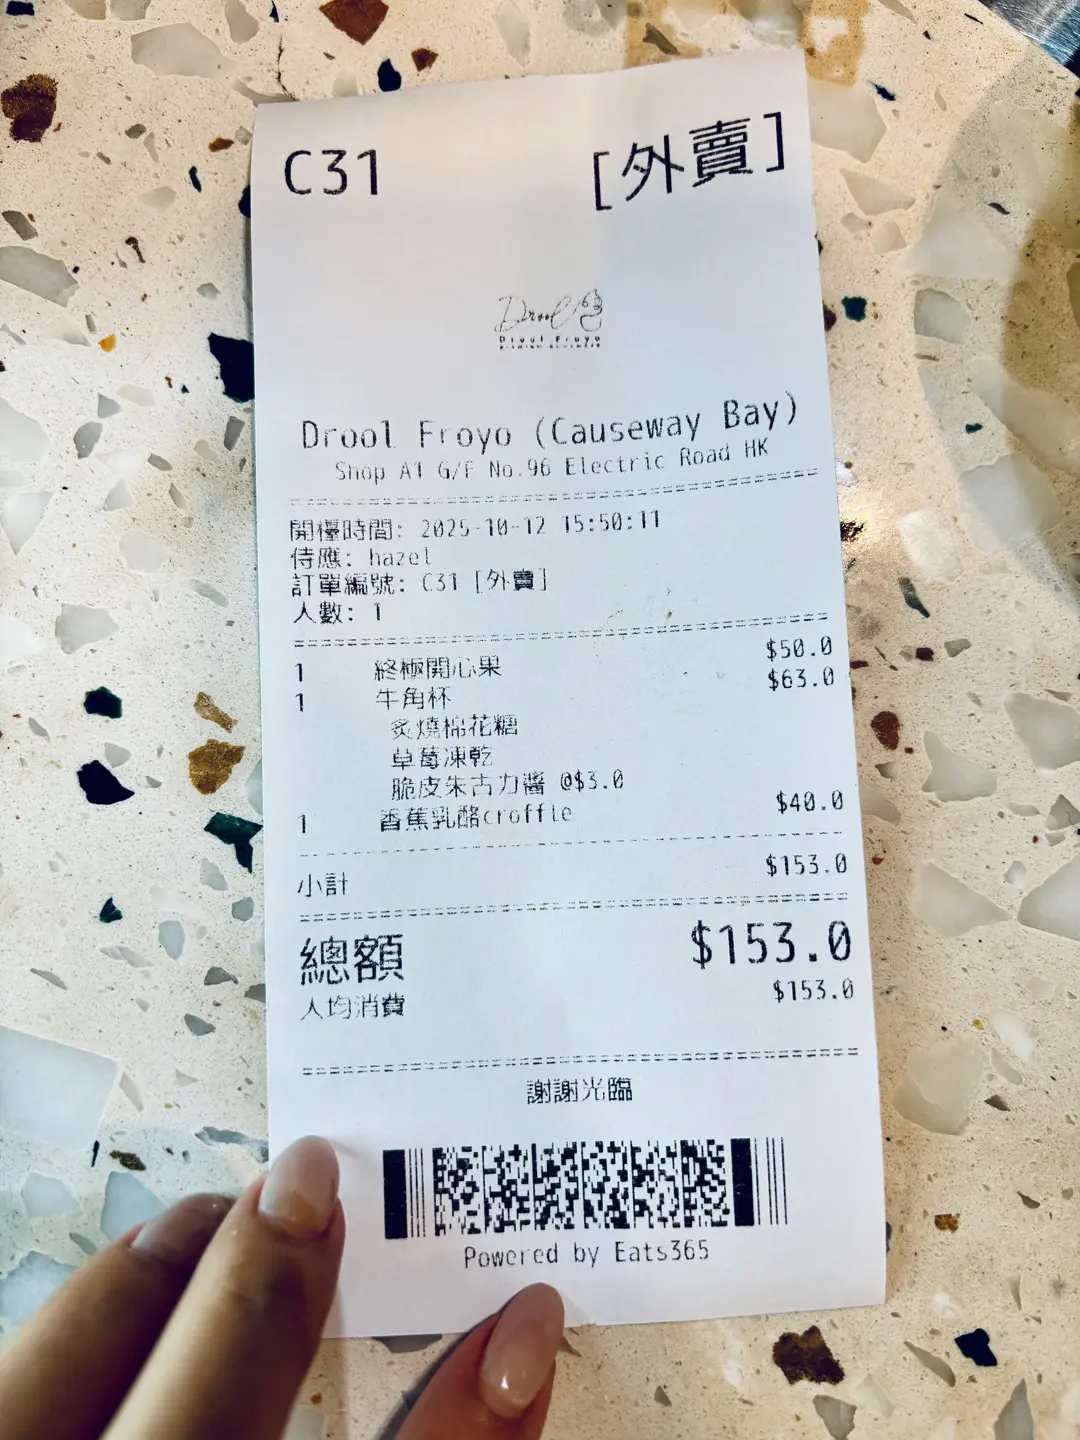 C31 [外賣]
Drool
Drool Froyo
Drool Froyo (Causeway Bay)
Shop A1 G/F No.96 Electric Road HK
開檯時間: 2025-10-12 15:50:11
侍應: hazel
訂單編號: C31 [外賣]
人數: 1
1 終極開心果 $50.0
1 牛角杯 $63.0
炙燒棉花糖
草莓凍乾
脆皮朱古力醬 @$3.0
1 香蕉乳酪croffle $40.0
小計 $153.0
總額 $153.0
人均消費 $153.0
謝謝光臨
Powered by Eats365